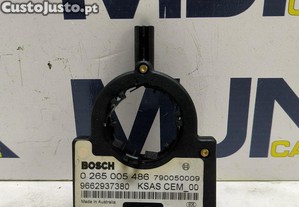 CustoJusto.pt
BOSCH
0 265 005 486 790050009
9662937380 KSAS CEM_00
Made in Australia